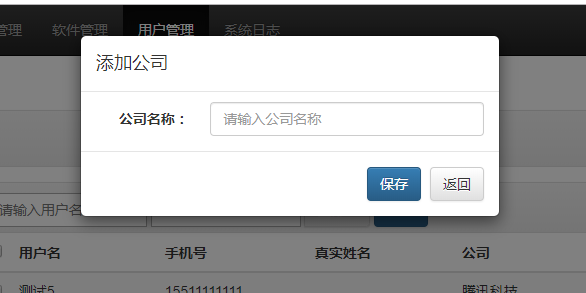 管理 软件管理 用户管理 系统日志
添加公司
公司名称： 请输入公司名称
保存 返回
请输入用户名
用户名 手机号 真实姓名 公司
测试5 15511111111 腾讯科技